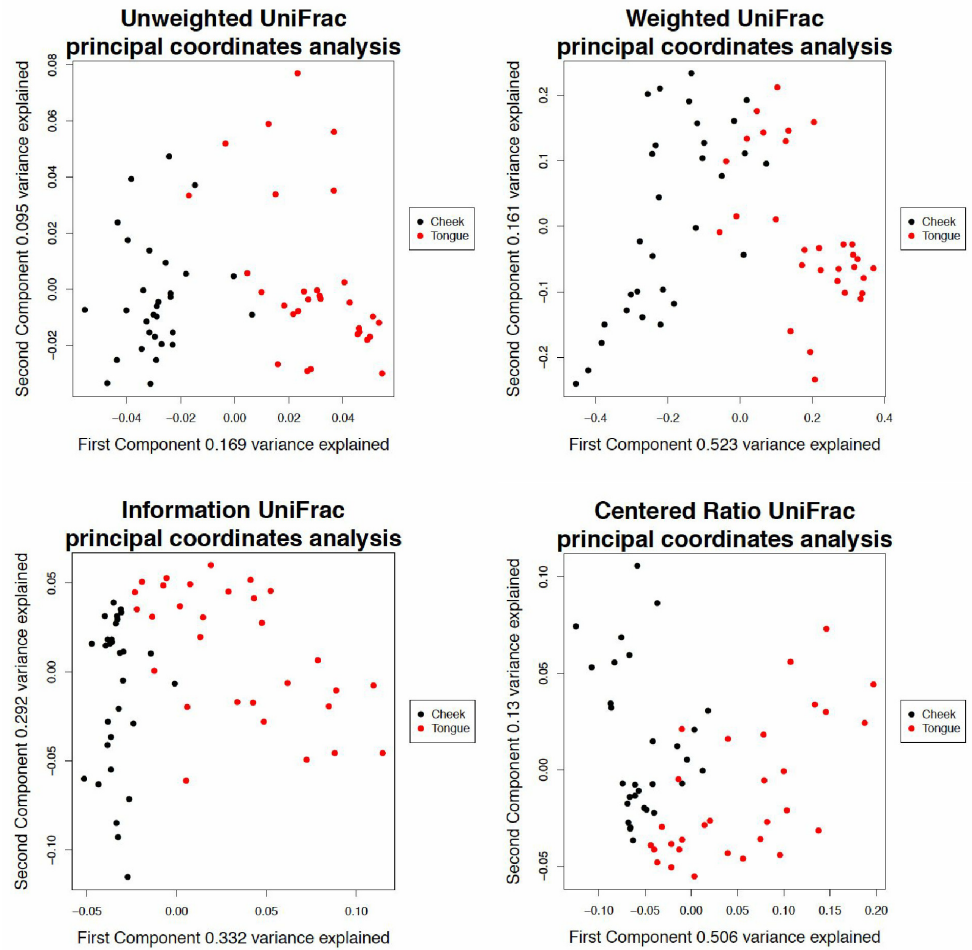 Unweighted UniFrac
principal coordinates analysis
Second Component 0.095 variance explained
0.08
0.06
0.04
0.02
0.00
−0.02
−0.04
−0.02
0.00
0.02
0.04
First Component 0.169 variance explained
Cheek
Tongue
Weighted UniFrac
principal coordinates analysis
Second Component 0.161 variance explained
0.2
0.1
0.0
−0.1
−0.2
−0.4
−0.2
0.0
0.2
0.4
First Component 0.523 variance explained
Cheek
Tongue
Information UniFrac
principal coordinates analysis
Second Component 0.292 variance explained
0.05
0.00
−0.05
−0.10
−0.05
0.00
0.05
0.10
First Component 0.332 variance explained
Cheek
Tongue
Centered Ratio UniFrac
principal coordinates analysis
Second Component 0.13 variance explained
0.10
0.05
0.00
−0.05
−0.10
−0.05
0.00
0.05
0.10
0.15
0.20
First Component 0.506 variance explained
Cheek
Tongue